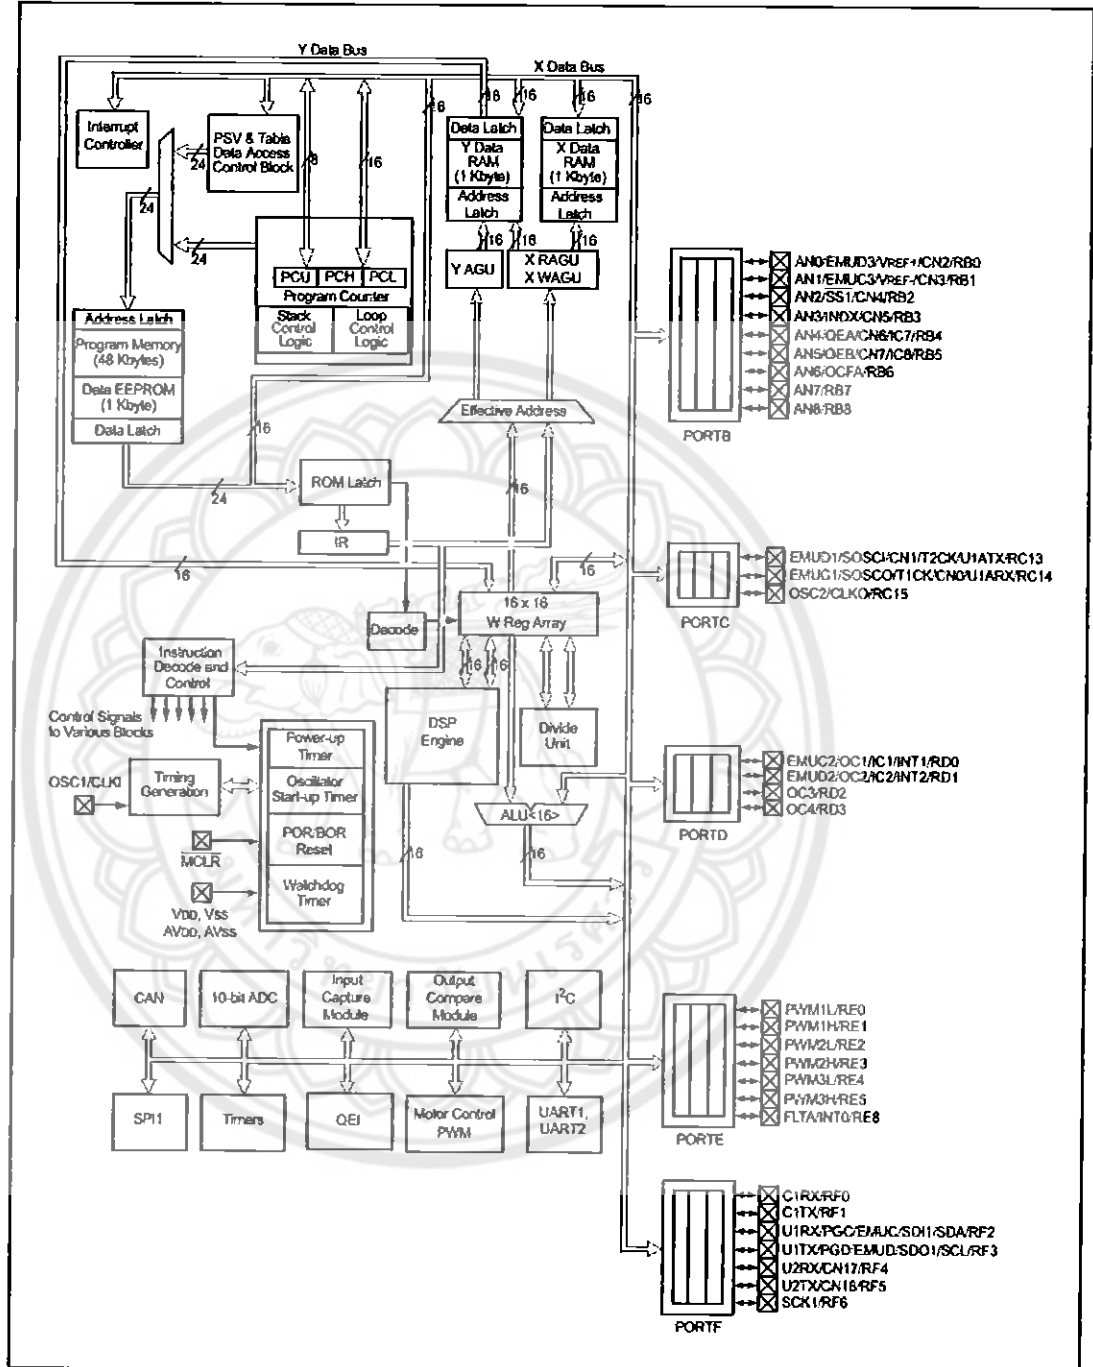 Y Data Bus
X Data Bus
16
16
16
16
16
Interrupt
Controller
PSV & Table
Data Access
Control Block
8
16
24
24
24
Data Latch
Y Data
RAM
(1 Kbyte)
Address
Latch
Data Latch
X Data
RAM
(1 Kbyte)
Address
Latch
16
16
16
Y AGU
X RAGU
X WAGU
PCU
PCH
PCL
Program Counter
Stack
Control
Logic
Loop
Control
Logic
Address Latch
Program Memory
(48 Kbytes)
Data EEPROM
(1 Kbyte)
Data Latch
Effective Address
16
16
24
ROM Latch
IR
16
16
16 x 16
W Reg Array
Decode
Instruction
Decode and
Control
16
16
Control Signals
to Various Blocks
DSP
Engine
Divide
Unit
OSC1/CLKI
Timing
Generation
Power-up
Timer
Oscillator
Start-up Timer
POR/BOR
Reset
Watchdog
Timer
MCLR
VDD, VSS
AVDD, AVSS
ALU<16>
16
16
CAN
10-bit ADC
Input
Capture
Module
Output
Compare
Module
I2C
SPI1
Timers
QEI
Motor Control
PWM
UART1,
UART2
AN0/EMUD3/VREF+/CN2/RB0
AN1/EMUC3/VREF-/CN3/RB1
AN2/SS1/CN4/RB2
AN3/INDX/CN5/RB3
AN4/QEA/CN6/IC7/RB4
AN5/QEB/CN7/IC8/RB5
AN6/OCFA/RB6
AN7/RB7
AN8/RB8
PORTB
EMUD1/SOSCI/CN1/T2CK/U1ATX/RC13
EMUC1/SOSCO/T1CK/CN0/U1ARX/RC14
OSC2/CLKO/RC15
PORTC
EMUC2/OC1/IC1/INT1/RD0
EMUD2/OC2/IC2/INT2/RD1
OC3/RD2
OC4/RD3
PORTD
PWM1L/RE0
PWM1H/RE1
PWM2L/RE2
PWM2H/RE3
PWM3L/RE4
PWM3H/RE5
FLTA/INT0/RE8
PORTE
C1RX/RF0
C1TX/RF1
U1RX/PGC/EMUC/SDI1/SDA/RF2
U1TX/PGD/EMUD/SDO1/SCL/RF3
U2RX/CN17/RF4
U2TX/CN18/RF5
SCK1/RF6
PORTF